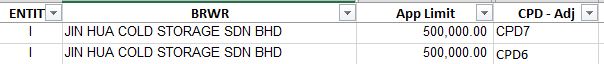 ENTIT BRWR App Limit CPD - Adj
I JIN HUA COLD STORAGE SDN BHD 500,000.00 CPD7
I JIN HUA COLD STORAGE SDN BHD 500,000.00 CPD6